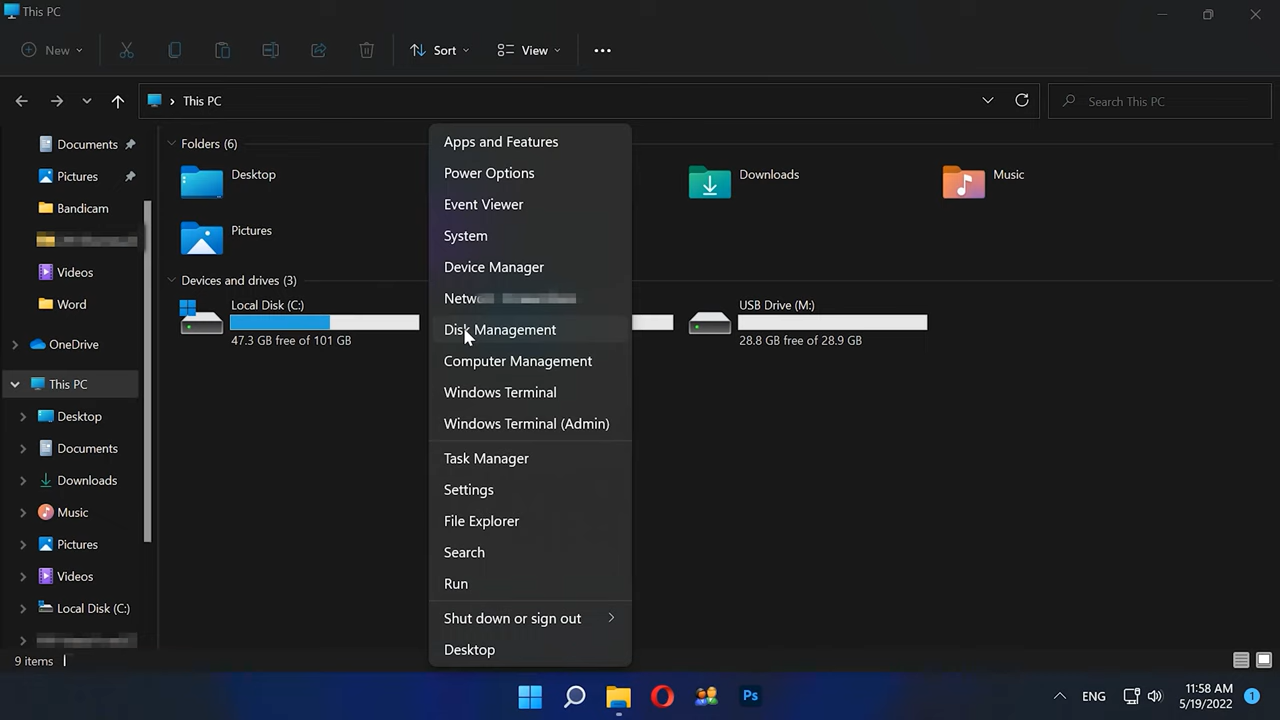 This PC
New
Sort
View
This PC
Search This PC
Documents
Pictures
Bandicam
Videos
Word
OneDrive
This PC
Desktop
Documents
Downloads
Music
Pictures
Videos
Local Disk (C:)
Folders (6)
Desktop
Downloads
Music
Pictures
Devices and drives (3)
Local Disk (C:)
47.3 GB free of 101 GB
USB Drive (M:)
28.8 GB free of 28.9 GB
Apps and Features
Power Options
Event Viewer
System
Device Manager
Disk Management
Computer Management
Windows Terminal
Windows Terminal (Admin)
Task Manager
Settings
File Explorer
Search
Run
Shut down or sign out
Desktop
9 items
Ps
ENG
11:58 AM
5/19/2022
1